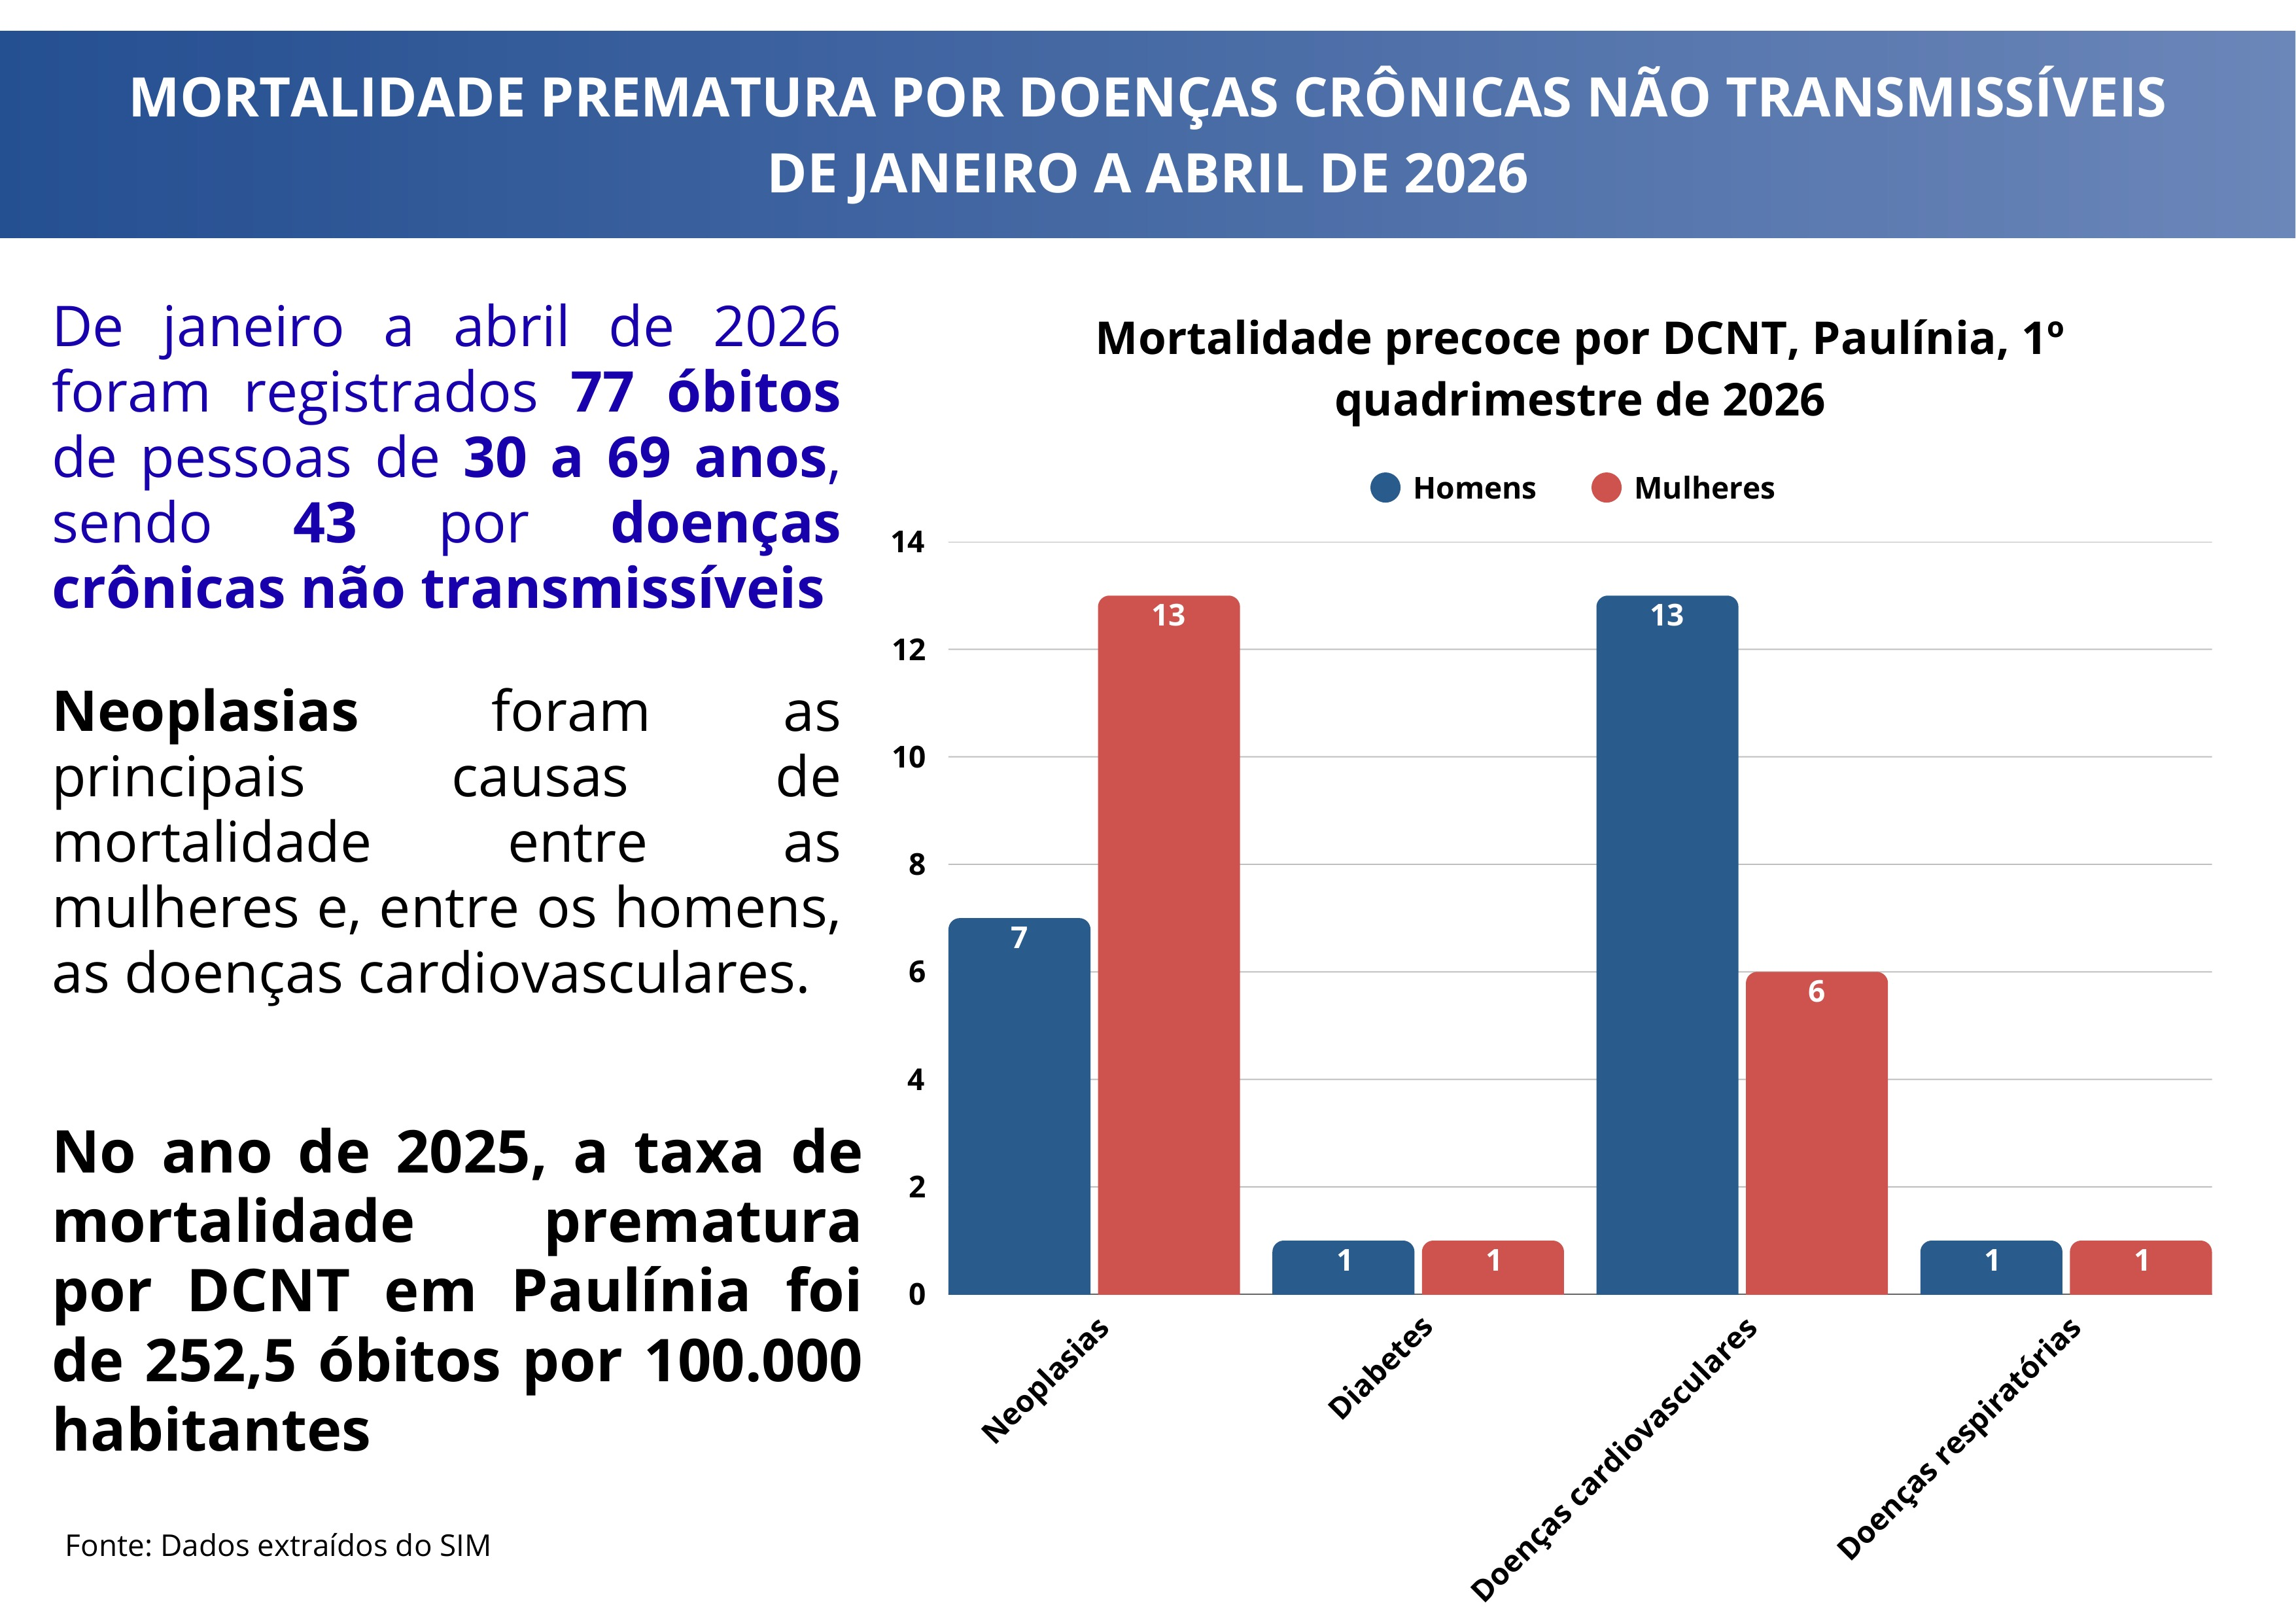 MORTALIDADE PREMATURA POR DOENÇAS CRÔNICAS NÃO TRANSMISSÍVEIS
DE JANEIRO A ABRIL DE 2026
De janeiro a abril de 2026
foram registrados 77 óbitos
de pessoas de 30 a 69 anos,
sendo 43 por doenças
crônicas não transmissíveis
Neoplasias foram as
principais causas de
mortalidade entre as
mulheres e, entre os homens,
as doenças cardiovasculares.
No ano de 2025, a taxa de
mortalidade prematura
por DCNT em Paulínia foi
de 252,5 óbitos por 100.000
habitantes
Fonte: Dados extraídos do SIM
Mortalidade precoce por DCNT, Paulínia, 1º
quadrimestre de 2026
Homens Mulheres
14
12
10
8
6
4
2
0
7 13 1 1 13 6 1 1
Neoplasias
Diabetes
Doenças cardiovasculares
Doenças respiratórias